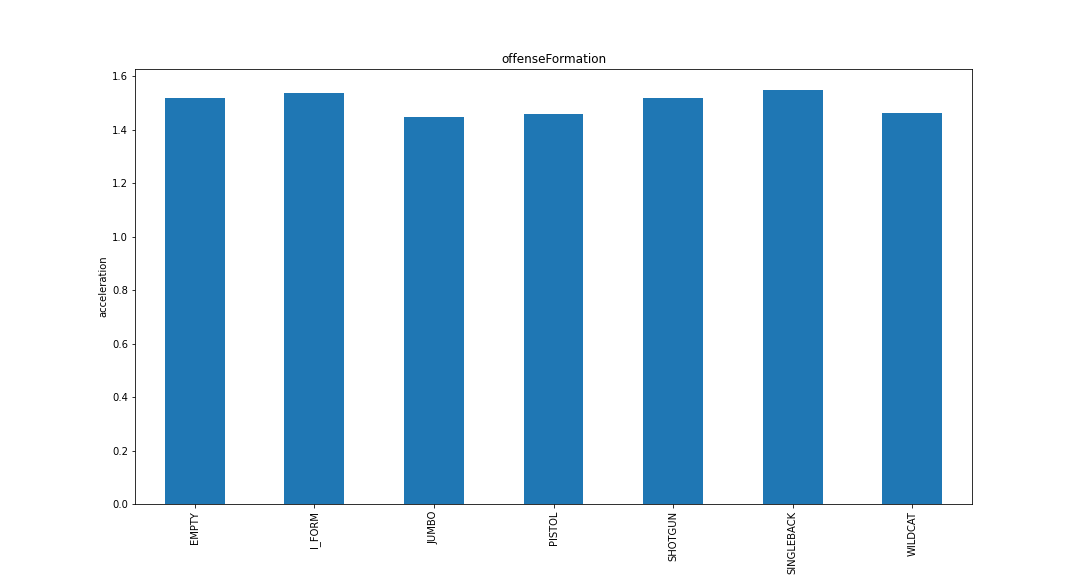 offenseFormation
1.6
1.4
1.2
1.0
0.8
0.6
0.4
0.2
0.0
acceleration
EMPTY
I_FORM
JUMBO
PISTOL
SHOTGUN
SINGLEBACK
WILDCAT